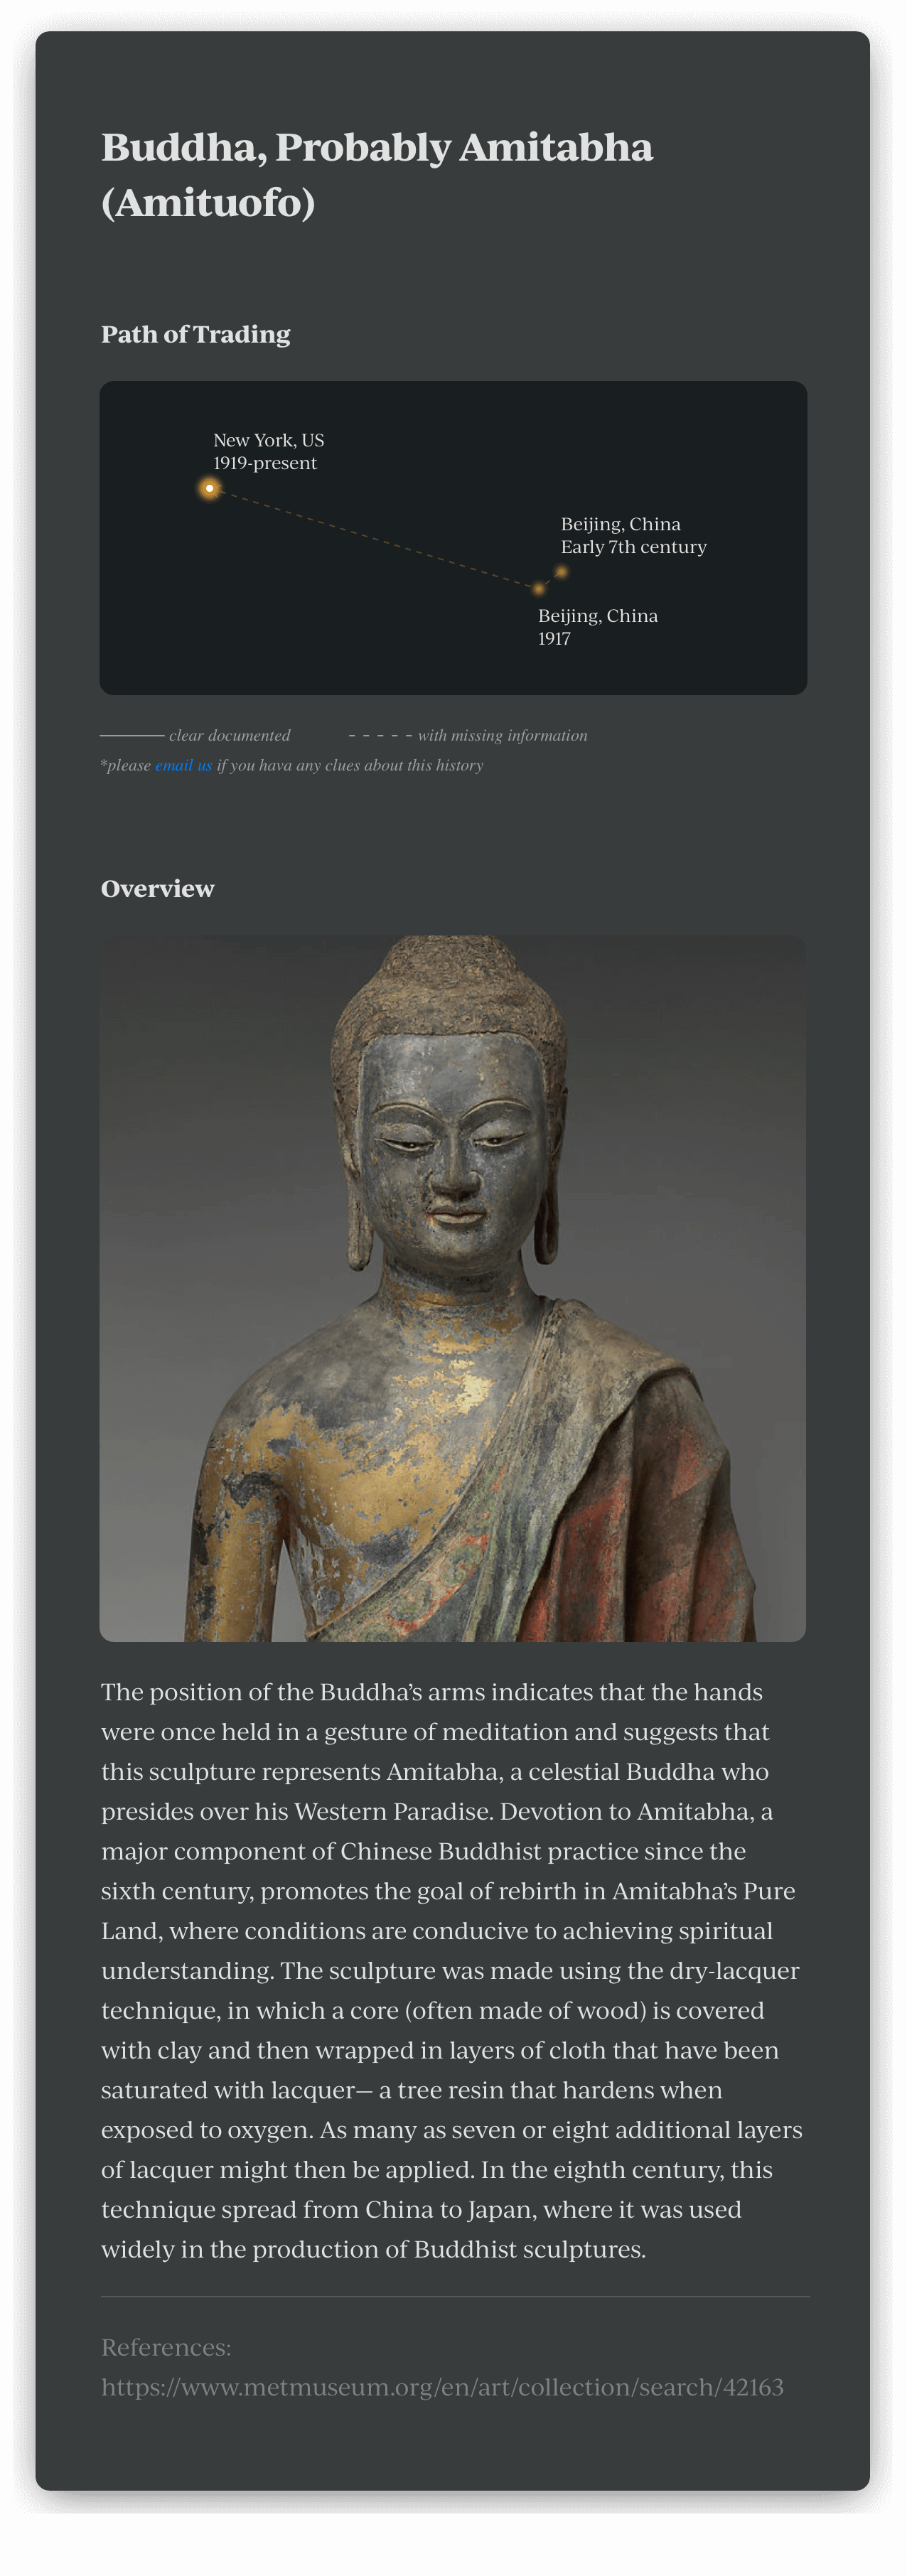 Buddha, Probably Amitabha
(Amituofo)
Path of Trading
New York, US
1919-present
Beijing, China
Early 7th century
Beijing, China
1917
clear documented
with missing information
*please email us if you hava any clues about this history
Overview
The position of the Buddha’s arms indicates that the hands
were once held in a gesture of meditation and suggests that
this sculpture represents Amitabha, a celestial Buddha who
presides over his Western Paradise. Devotion to Amitabha, a
major component of Chinese Buddhist practice since the
sixth century, promotes the goal of rebirth in Amitabha’s Pure
Land, where conditions are conducive to achieving spiritual
understanding. The sculpture was made using the dry-lacquer
technique, in which a core (often made of wood) is covered
with clay and then wrapped in layers of cloth that have been
saturated with lacquer— a tree resin that hardens when
exposed to oxygen. As many as seven or eight additional layers
of lacquer might then be applied. In the eighth century, this
technique spread from China to Japan, where it was used
widely in the production of Buddhist sculptures.
References:
https://www.metmuseum.org/en/art/collection/search/42163